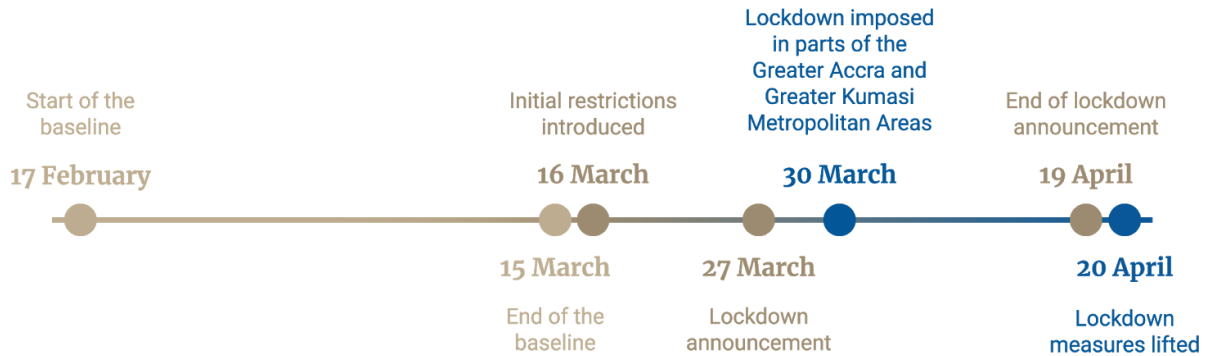 Start of the
baseline
17 February
15 March
End of the
baseline
Initial restrictions
introduced
16 March
27 March
Lockdown
announcement
Lockdown imposed
in parts of the
Greater Accra and
Greater Kumasi
Metropolitan Areas
30 March
End of lockdown
announcement
19 April
20 April
Lockdown
measures lifted